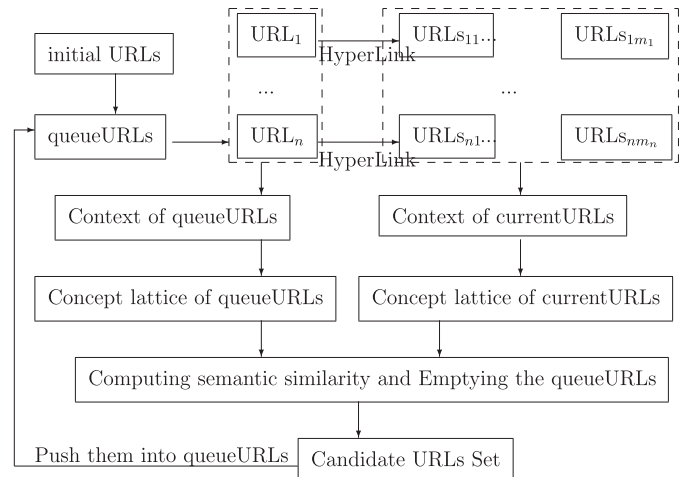 URL₁
URLs₁₁...
URLs₁ₘ₁
initial URLs
HyperLink
...
...
queueURLs
URLₙ
URLsₙ₁...
URLsₙₘₙ
HyperLink
Context of queueURLs
Context of currentURLs
Concept lattice of queueURLs
Concept lattice of currentURLs
Computing semantic similarity and Emptying the queueURLs
Push them into queueURLs
Candidate URLs Set